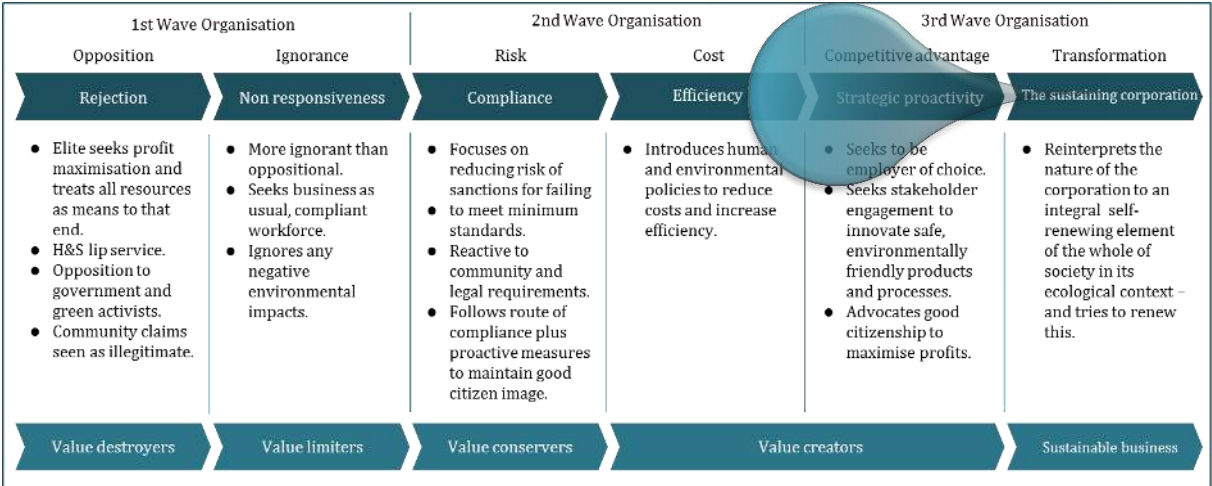 1st Wave Organisation
2nd Wave Organisation
3rd Wave Organisation
Opposition
Ignorance
Risk
Cost
Competitive advantage
Transformation
Rejection
Non responsiveness
Compliance
Efficiency
Strategic proactivity
The sustaining corporation
● Elite seeks profit
maximisation and
treats all resources
as means to that
end.
● H&S lip service.
● Opposition to
government and
green activists.
● Community claims
seen as illegitimate.
● More ignorant than
oppositional.
● Seeks business as
usual, compliant
workforce.
● Ignores any
negative
environmental
impacts.
● Focuses on
reducing risk of
sanctions for failing
● to meet minimum
standards.
● Reactive to
community and
legal requirements.
● Follows route of
compliance plus
proactive measures
to maintain good
citizen image.
● Introduces human
and environmental
policies to reduce
costs and increase
efficiency.
● Seeks to be
employer of choice.
● Seeks stakeholder
engagement to
innovate safe,
environmentally
friendly products
and processes.
● Advocates good
citizenship to
maximise profits.
● Reinterprets the
nature of the
corporation to an
integral self-
renewing element
of the whole of
society in its
ecological context –
and tries to renew
this.
Value destroyers
Value limiters
Value conservers
Value creators
Sustainable business